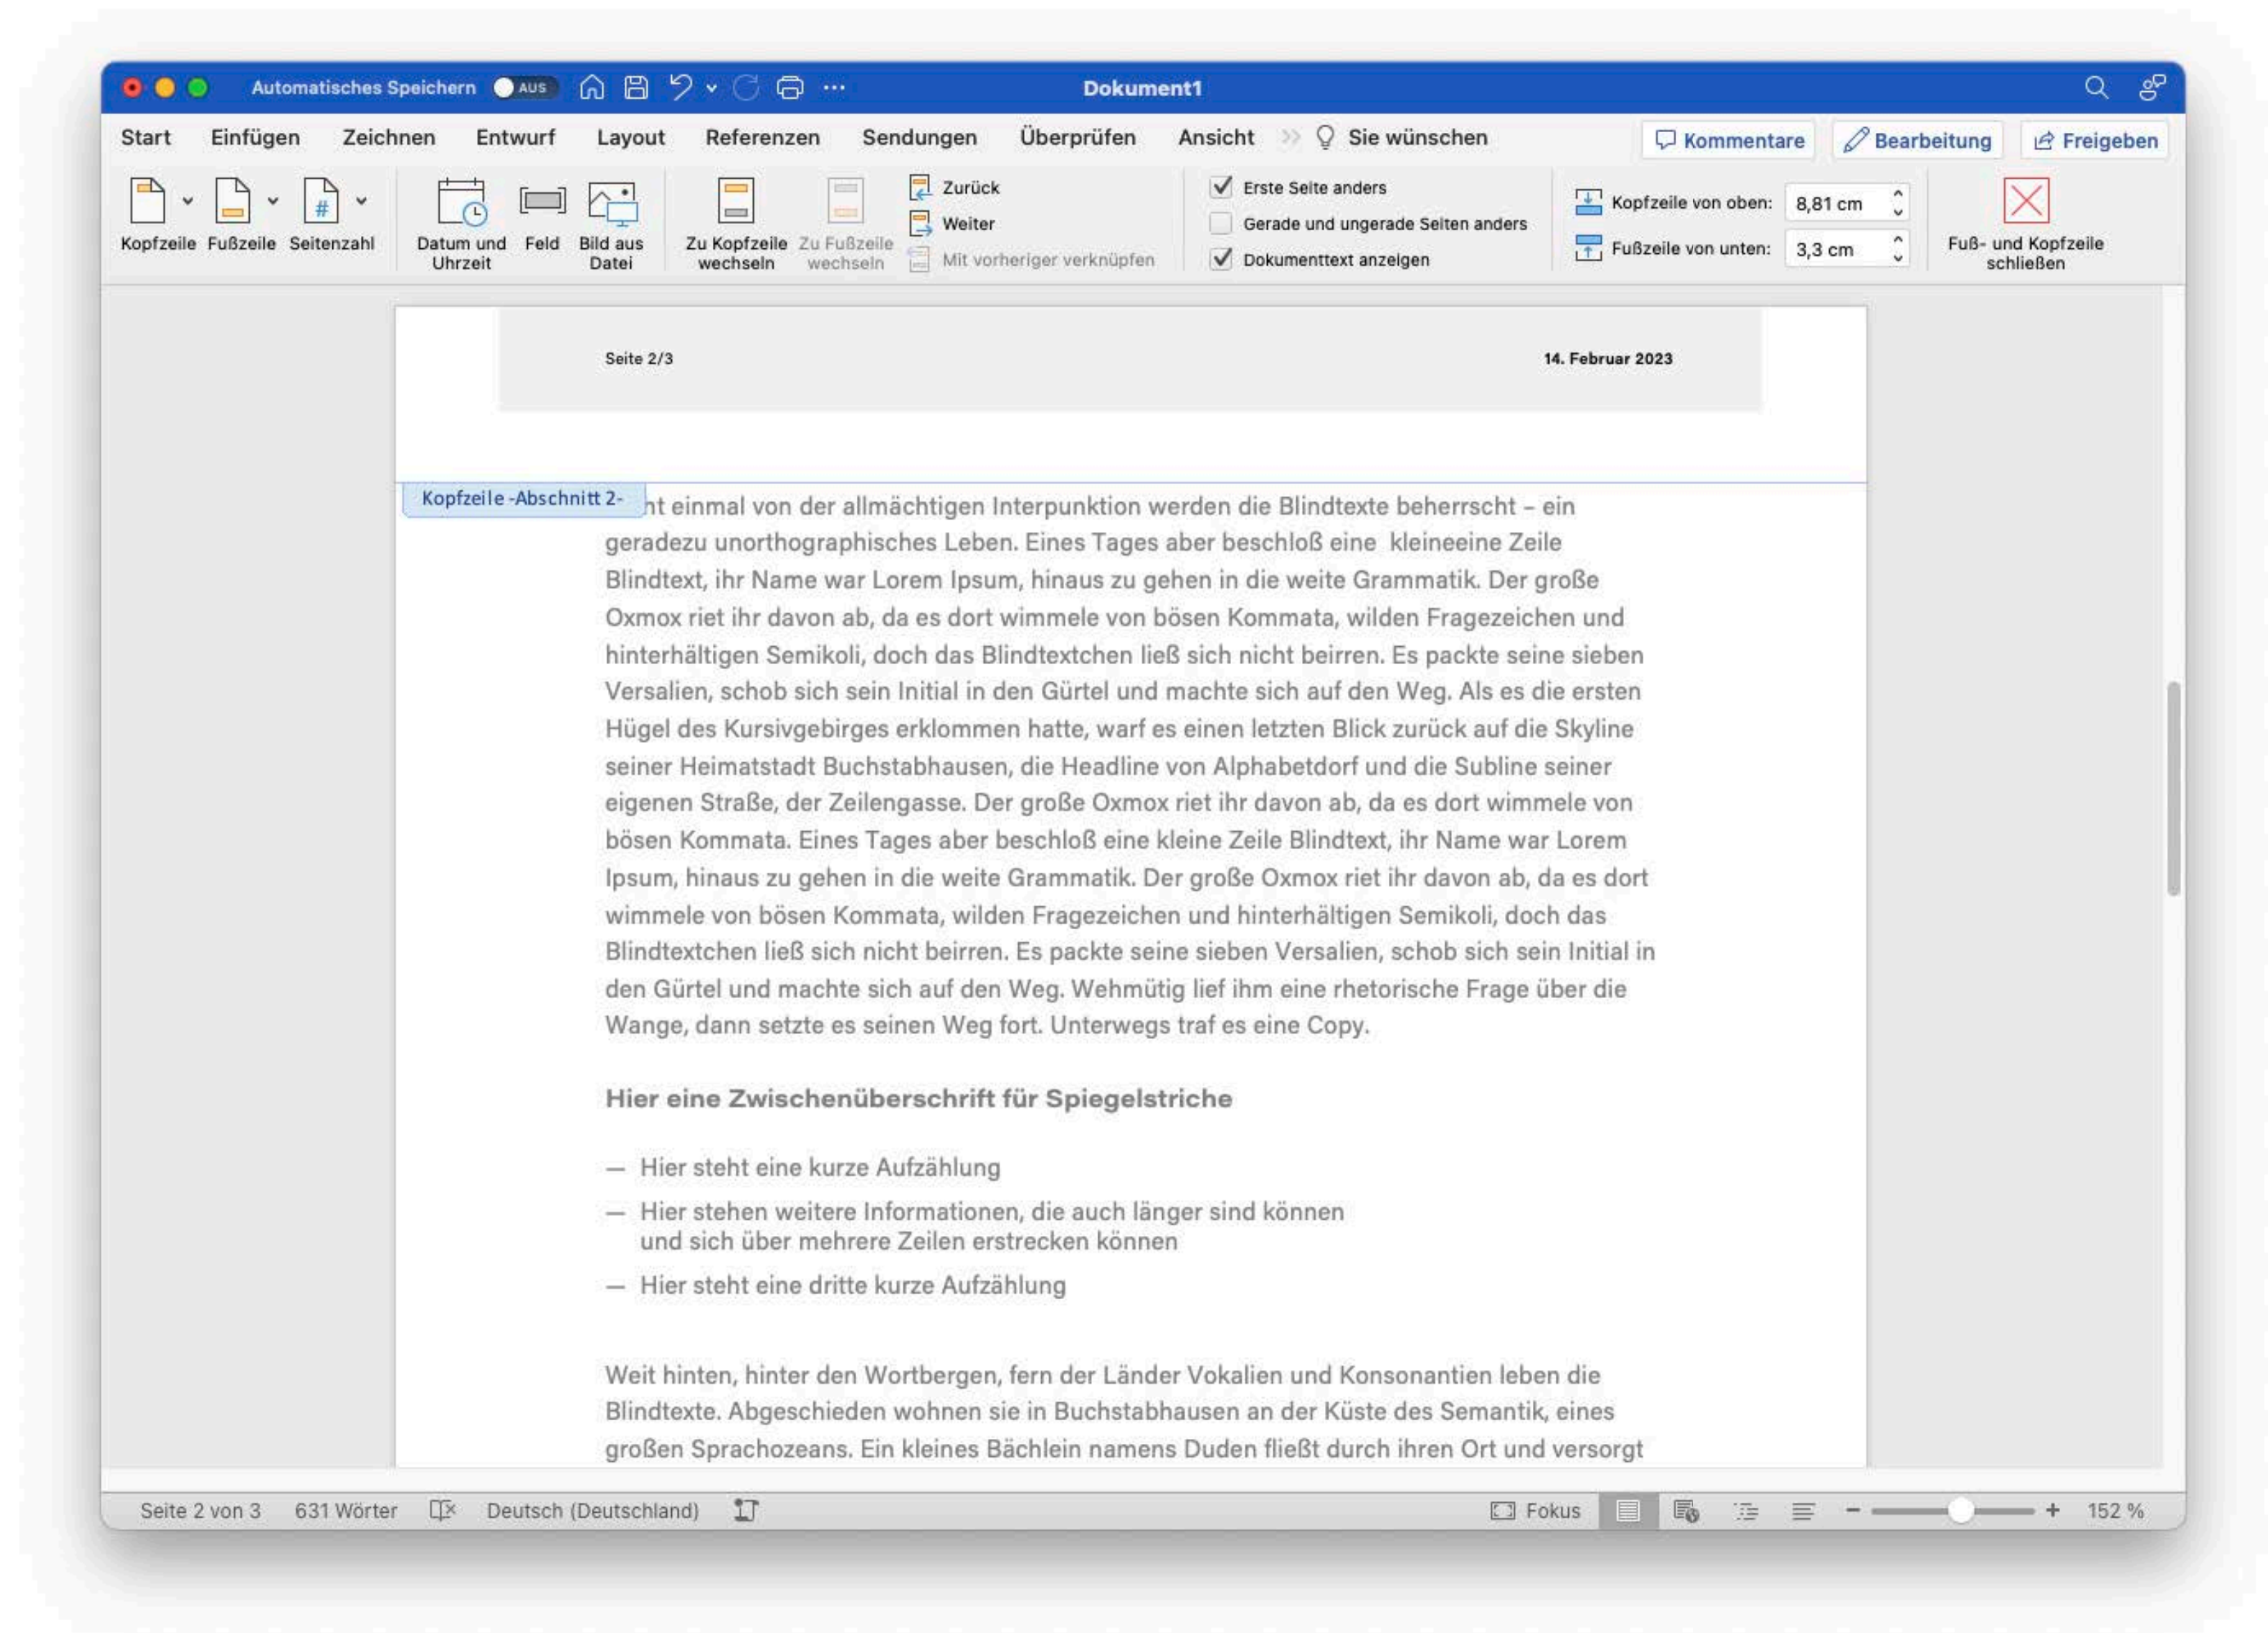 Automatisches Speichern AUS Dokument1
Start Einfügen Zeichnen Entwurf Layout Referenzen Sendungen Überprüfen Ansicht Sie wünschen Kommentare Bearbeitung Freigeben
Kopfzeile Fußzeile Seitenzahl
Datum und Uhrzeit
Feld
Bild aus Datei
Zu Kopfzeile wechseln
Zu Fußzeile wechseln
Zurück
Weiter
Mit vorheriger verknüpfen
Erste Seite anders
Gerade und ungerade Seiten anders
Dokumenttext anzeigen
Kopfzeile von oben: 8,81 cm
Fußzeile von unten: 3,3 cm
Fuß- und Kopfzeile schließen
Seite 2/3 14. Februar 2023
Kopfzeile -Abschnitt 2-
einmal von der allmächtigen Interpunktion werden die Blindtexte beherrscht – ein
geradezu unorthographisches Leben. Eines Tages aber beschloß eine kleineeine Zeile
Blindtext, ihr Name war Lorem Ipsum, hinaus zu gehen in die weite Grammatik. Der große
Oxmox riet ihr davon ab, da es dort wimmele von bösen Kommata, wilden Fragezeichen und
hinterhältigen Semikoli, doch das Blindtextchen ließ sich nicht beirren. Es packte seine sieben
Versalien, schob sich sein Initial in den Gürtel und machte sich auf den Weg. Als es die ersten
Hügel des Kursivgebirges erklommen hatte, warf es einen letzten Blick zurück auf die Skyline
seiner Heimatstadt Buchstabhausen, die Headline von Alphabetdorf und die Subline seiner
eigenen Straße, der Zeilengasse. Der große Oxmox riet ihr davon ab, da es dort wimmele von
bösen Kommata. Eines Tages aber beschloß eine kleine Zeile Blindtext, ihr Name war Lorem
Ipsum, hinaus zu gehen in die weite Grammatik. Der große Oxmox riet ihr davon ab, da es dort
wimmele von bösen Kommata, wilden Fragezeichen und hinterhältigen Semikoli, doch das
Blindtextchen ließ sich nicht beirren. Es packte seine sieben Versalien, schob sich sein Initial in
den Gürtel und machte sich auf den Weg. Wehmütig lief ihm eine rhetorische Frage über die
Wange, dann setzte es seinen Weg fort. Unterwegs traf es eine Copy.
Hier eine Zwischenüberschrift für Spiegelstriche
— Hier steht eine kurze Aufzählung
— Hier stehen weitere Informationen, die auch länger sind können
und sich über mehrere Zeilen erstrecken können
— Hier steht eine dritte kurze Aufzählung
Weit hinten, hinter den Wortbergen, fern der Länder Vokalien und Konsonantien leben die
Blindtexte. Abgeschieden wohnen sie in Buchstabhausen an der Küste des Semantik, eines
großen Sprachozeans. Ein kleines Bächlein namens Duden fließt durch ihren Ort und versorgt
Seite 2 von 3 631 Wörter Deutsch (Deutschland) Fokus 152 %